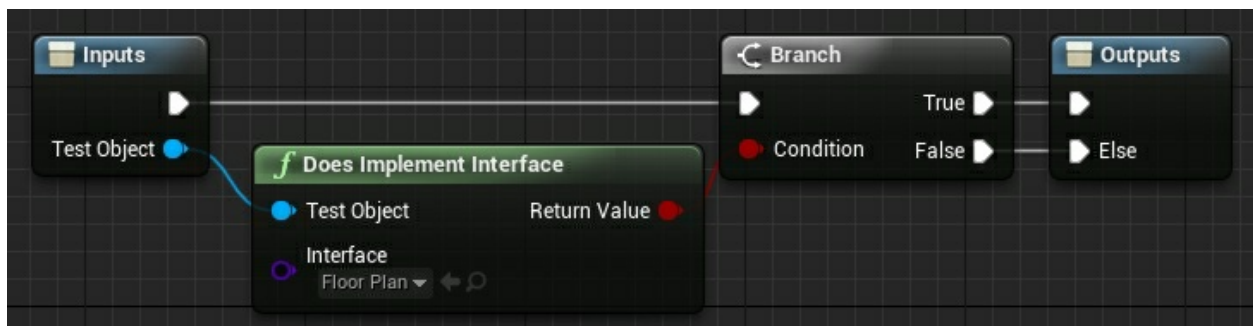 Inputs
Test Object
f Does Implement Interface
Test Object Return Value
Interface
Floor Plan
Branch
True
Condition False
Outputs
Else